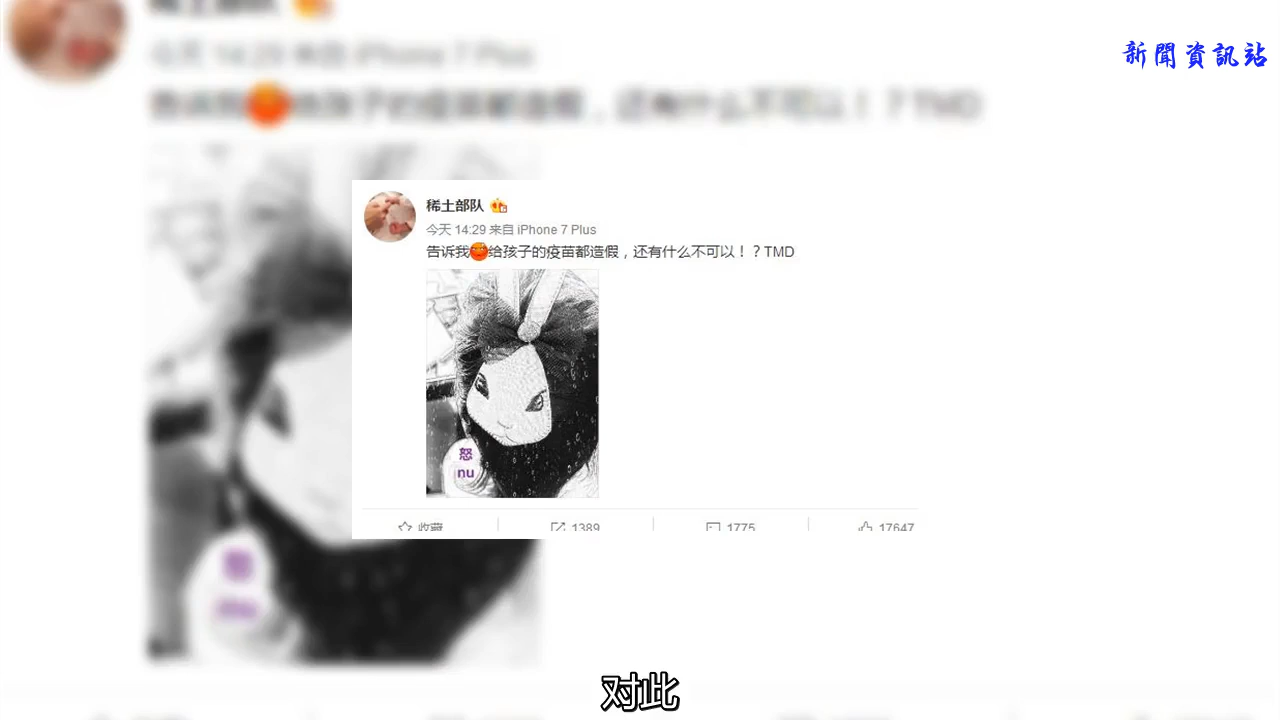 新聞資訊站
稀土部队
今天 14:29 来自 iPhone 7 Plus
告诉我给孩子的疫苗都造假，还有什么不可以！？TMD
怒
nu
收藏 1389 1775 17647
对此